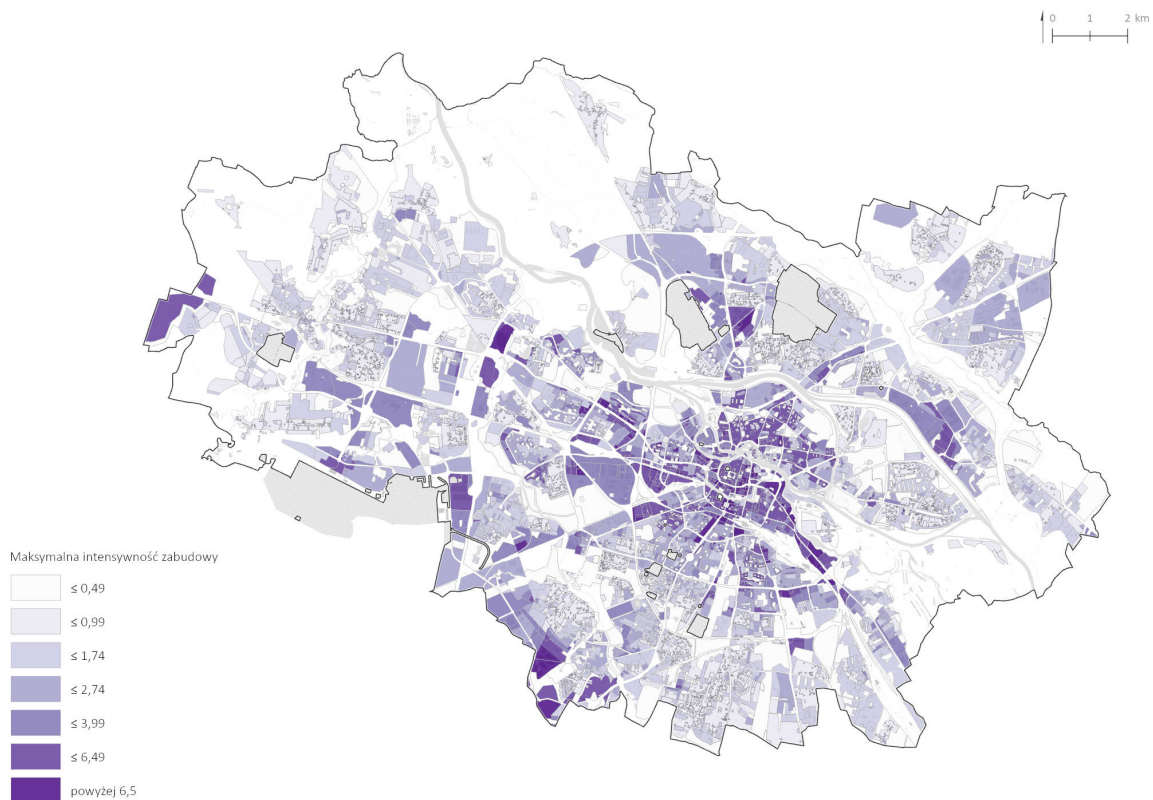 0 1 2 km
Maksymalna intensywność zabudowy
≤ 0,49
≤ 0,99
≤ 1,74
≤ 2,74
≤ 3,99
≤ 6,49
powyżej 6,5